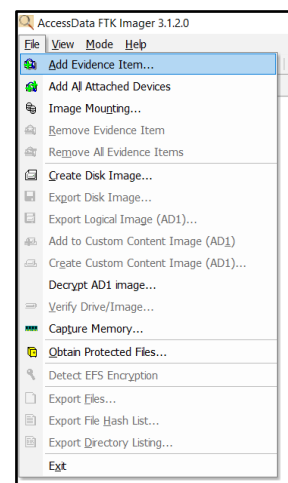 AccessData FTK Imager 3.1.2.0
File View Mode Help
Add Evidence Item...
Add All Attached Devices
Image Mounting...
Remove Evidence Item
Remove All Evidence Items
Create Disk Image...
Export Disk Image...
Export Logical Image (AD1)...
Add to Custom Content Image (AD1)
Create Custom Content Image (AD1)...
Decrypt AD1 image...
Verify Drive/Image...
Capture Memory...
Obtain Protected Files...
Detect EFS Encryption
Export Files...
Export File Hash List...
Export Directory Listing...
Exit